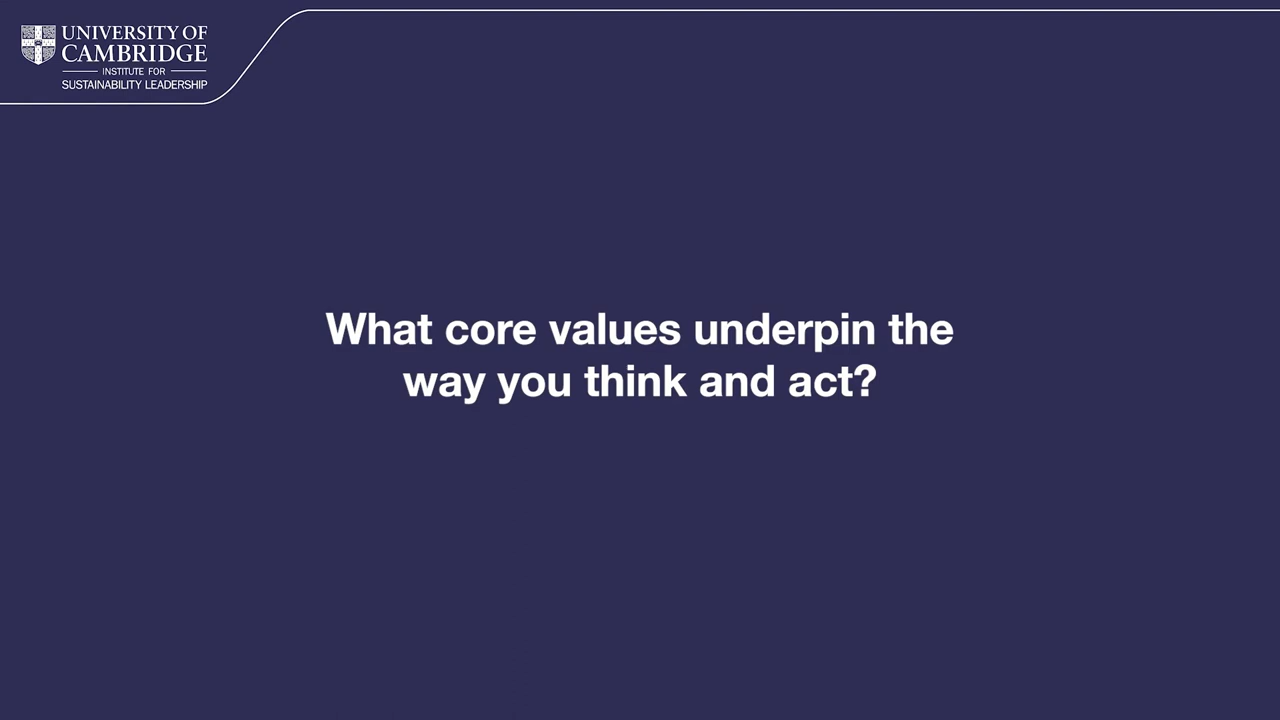 UNIVERSITY OF
CAMBRIDGE
INSTITUTE FOR
SUSTAINABILITY LEADERSHIP
What core values underpin the
way you think and act?